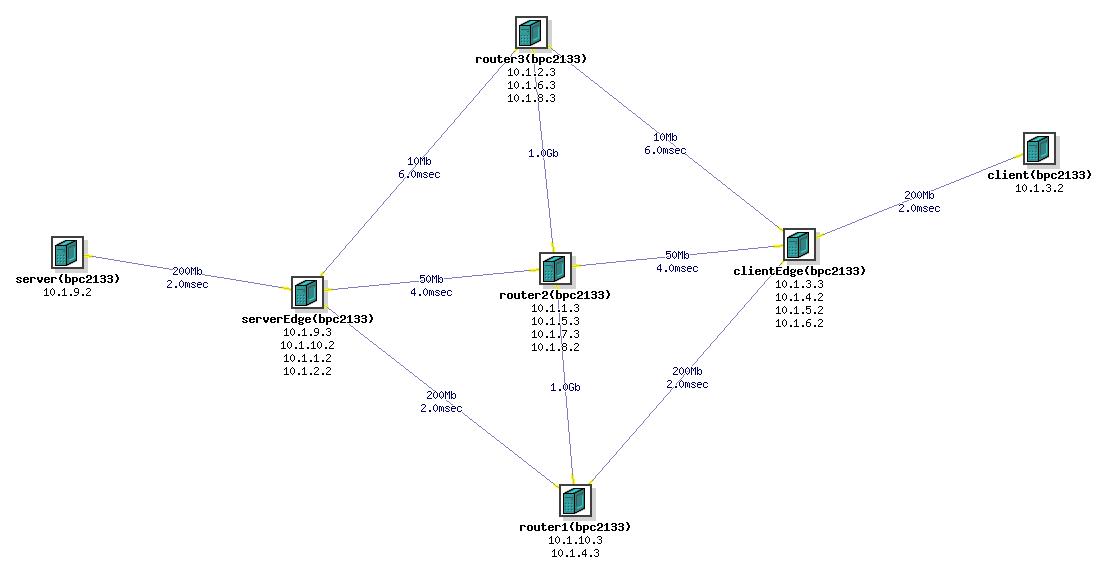 router3(bpc2133)
10.1.2.3
10.1.6.3
10.1.8.3
10Mb
6.0msec
1.0Gb
10Mb
6.0msec
client(bpc2133)
10.1.3.2
200Mb
2.0msec
server(bpc2133)
10.1.9.2
200Mb
2.0msec
serverEdge(bpc2133)
10.1.9.3
10.1.10.2
10.1.1.2
10.1.2.2
50Mb
4.0msec
router2(bpc2133)
10.1.1.3
10.1.5.3
10.1.7.3
10.1.8.2
50Mb
4.0msec
clientEdge(bpc2133)
10.1.3.3
10.1.4.2
10.1.5.2
10.1.6.2
200Mb
2.0msec
1.0Gb
200Mb
2.0msec
router1(bpc2133)
10.1.10.3
10.1.4.3